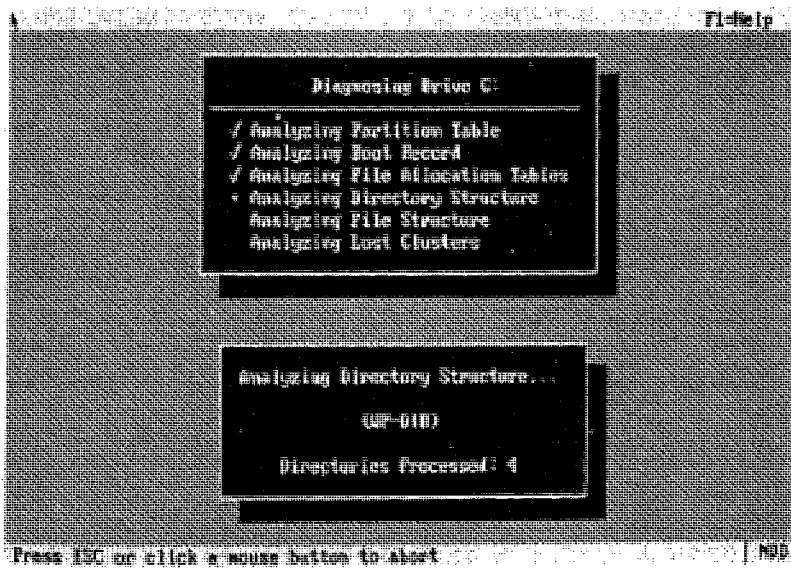 F1=Help
Diagnosing Drive C:
√ Analyzing Partition Table
√ Analyzing Boot Record
√ Analyzing File Allocation Tables
• Analyzing Directory Structure
Analyzing File Structure
Analyzing Lost Clusters
Analyzing Directory Structure...
Directories Processed: 4
Press ESC or click a mouse button to abort
NDD